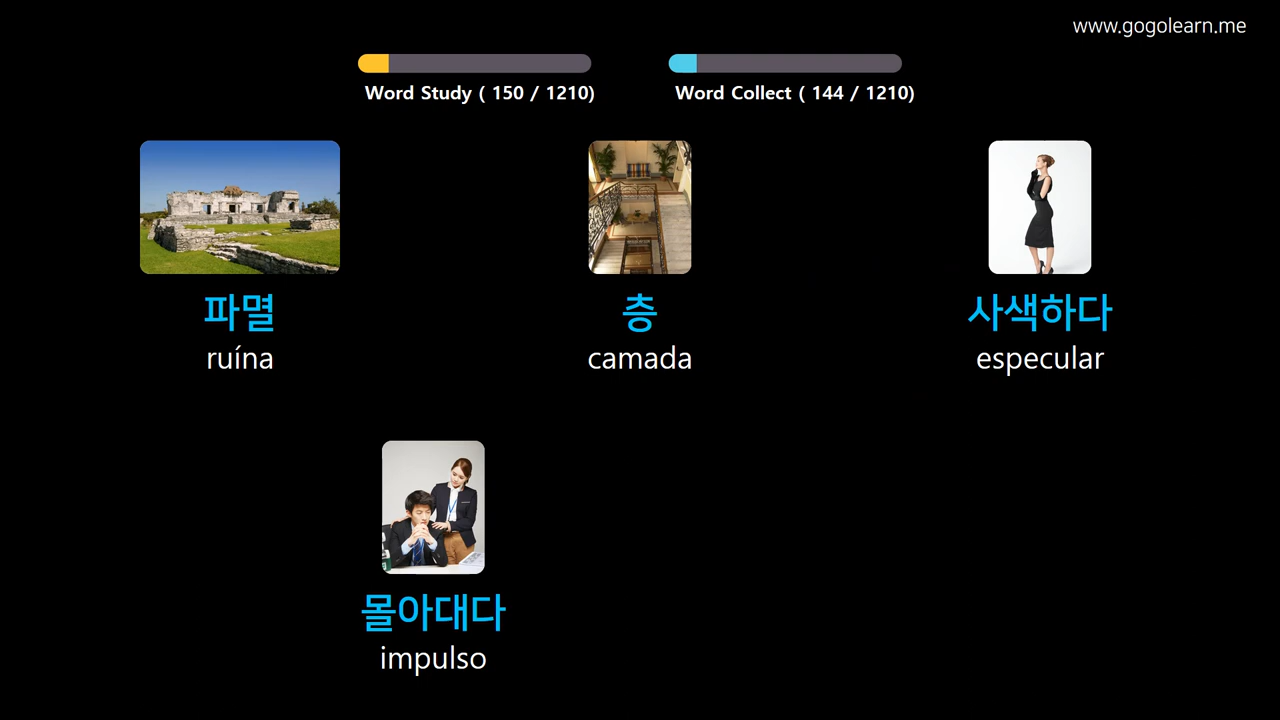 www.gogolearn.me
Word Study ( 150 / 1210)
Word Collect ( 144 / 1210)
파멸
ruína
층
camada
사색하다
especular
몰아대다
impulso